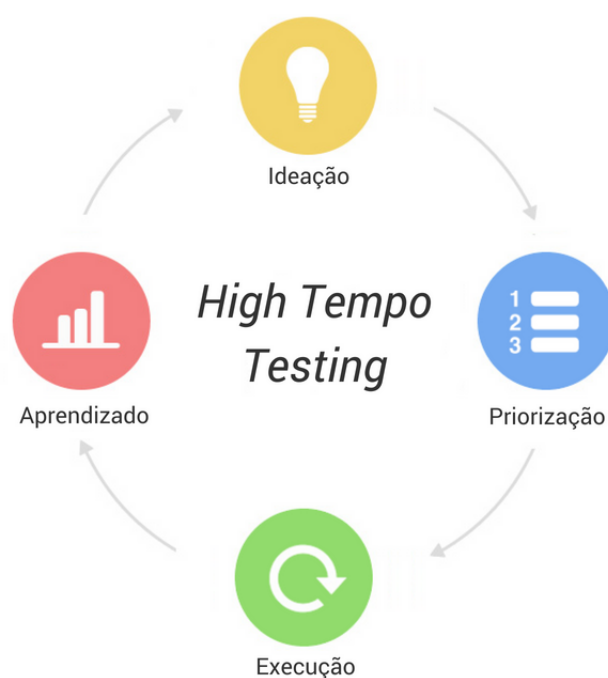 Ideação
High Tempo
Testing
1
2
3
Aprendizado
Priorização
Execução